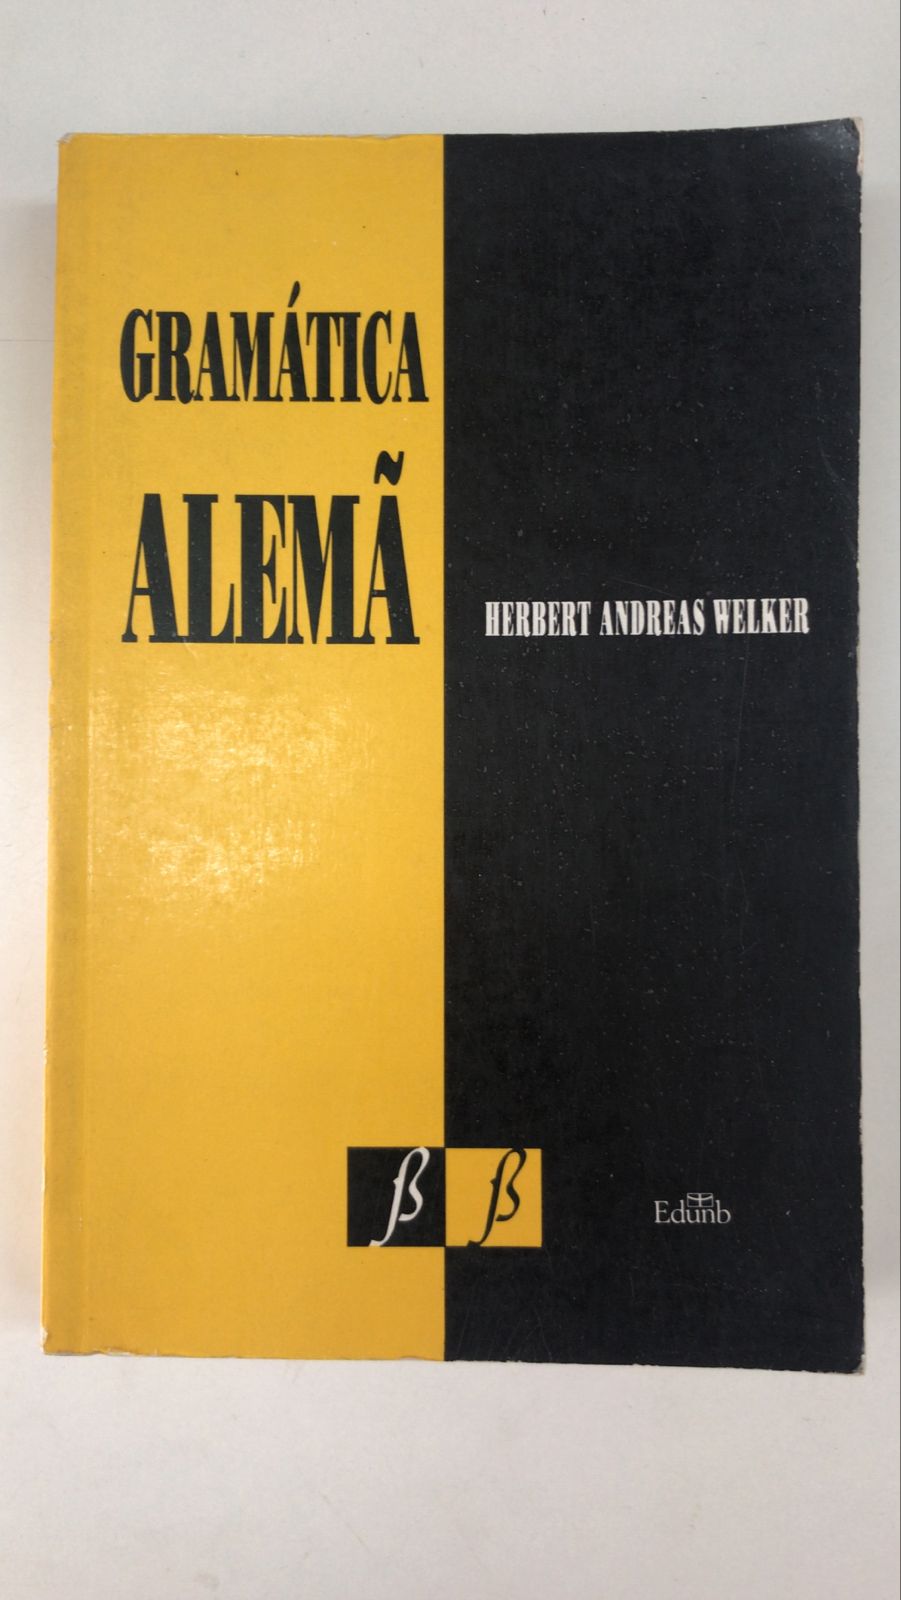 GRAMÁTICA
ALEMÃ
HERBERT ANDREAS WELKER
ß ß
Edunb